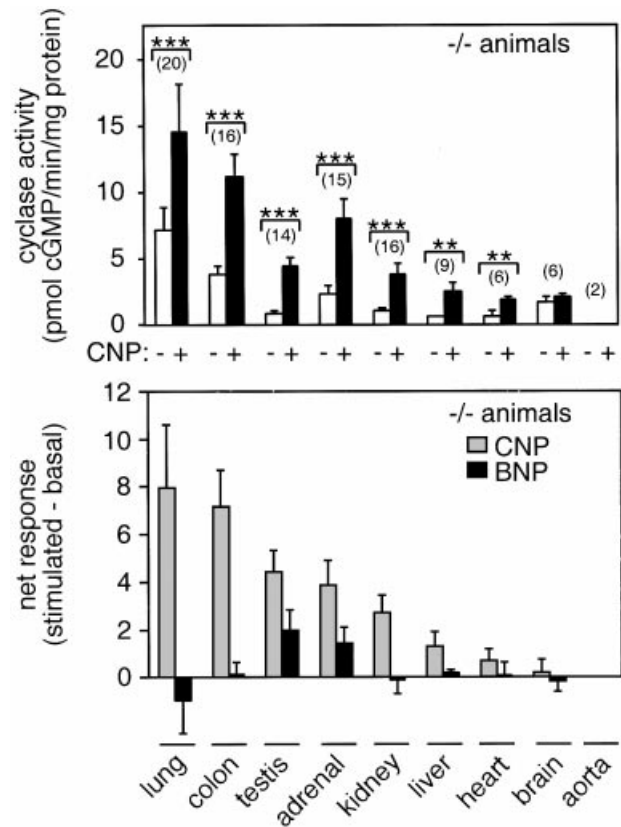 -/- animals
cyclase activity
(pmol cGMP/min/mg protein)
20
15
10
5
0
***
(20)
***
(16)
***
(14)
***
(15)
***
(16)
**
(9)
**
(6)
(6)
(2)
CNP: - + - + - + - + - + - + - + - + - +
-/- animals
CNP
BNP
net response
(stimulated - basal)
12
10
8
6
4
2
0
lung
colon
testis
adrenal
kidney
liver
heart
brain
aorta